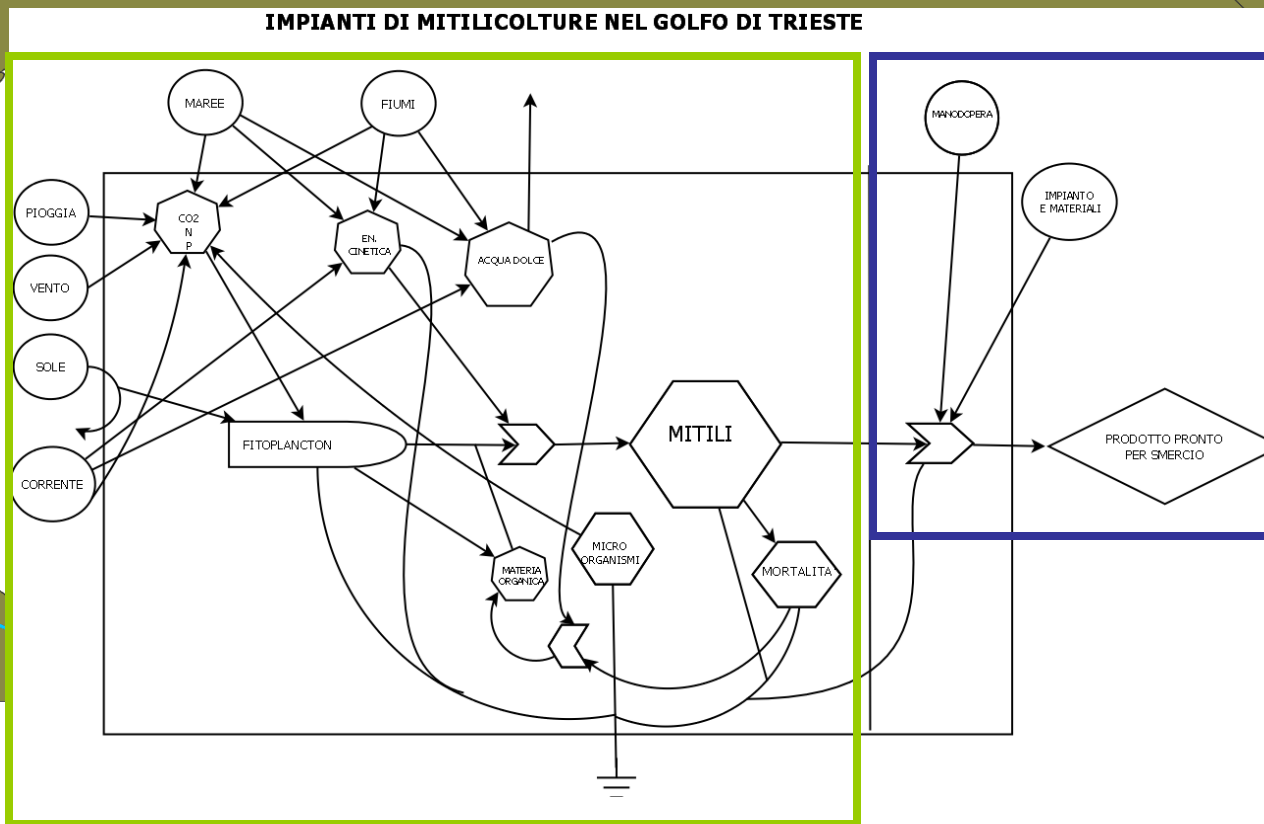 IMPIANTI DI MITILICOLTURE NEL GOLFO DI TRIESTE
MAREE
FIUMI
MANODOPERA
PIOGGIA
CO2
N
P
EN.
CINETICA
ACQUA DOLCE
IMPIANTO
E MATERIALI
VENTO
SOLE
FITOPLANCTON
MITILI
PRODOTTO PRONTO
PER SMERCIO
CORRENTE
MATERIA
ORGANICA
MICRO
ORGANISMI
MORTALITA